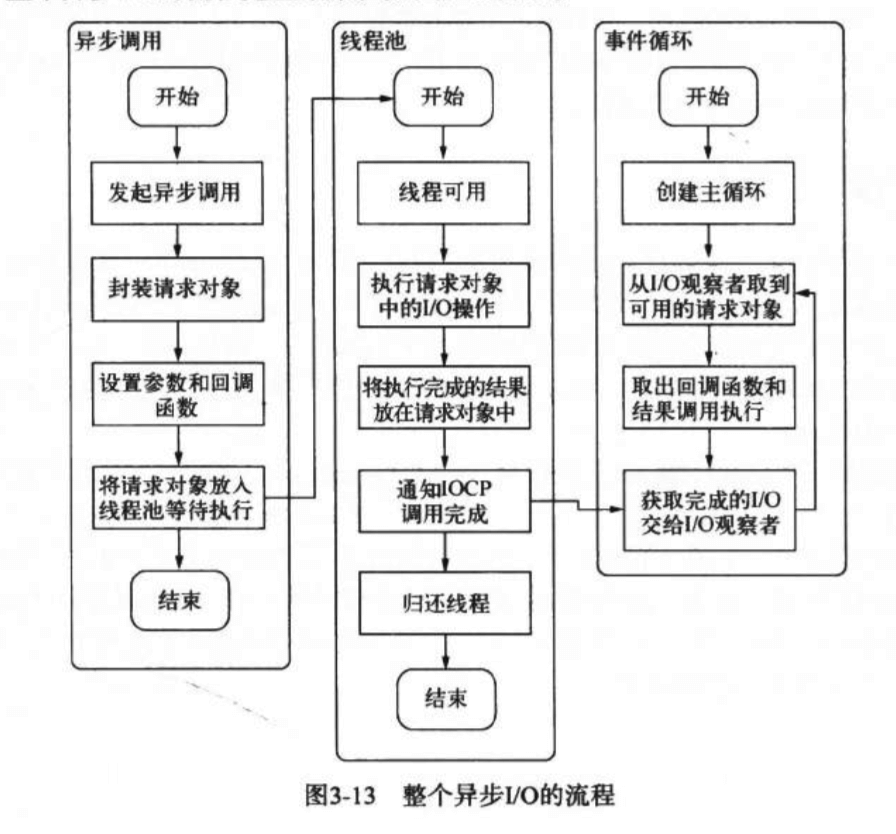 异步调用
开始
发起异步调用
封装请求对象
设置参数和回调
函数
将请求对象放入
线程池等待执行
结束
线程池
开始
线程可用
执行请求对象
中的I/O操作
将执行完成的结果
放在请求对象中
通知IOCP
调用完成
归还线程
结束
事件循环
开始
创建主循环
从I/O观察者取到
可用的请求对象
取出回调函数和
结果调用执行
获取完成的I/O
交给I/O观察者
图3-13 整个异步I/O的流程